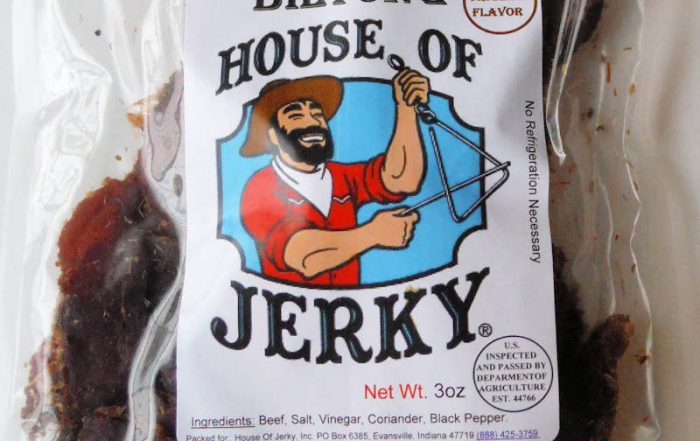 BILTONG
FLAVOR
HOUSE OF
JERKY®
No Refrigeration Necessary
Net Wt. 3oz
U.S.
INSPECTED
AND PASSED BY
DEPARMENTOF
AGRICULTURE
EST. 44766
Ingredients: Beef, Salt, Vinegar, Coriander, Black Pepper.
Packed for: House Of Jerky, Inc. PO Box 6385, Evansville, Indiana 47719 (888) 425-3759